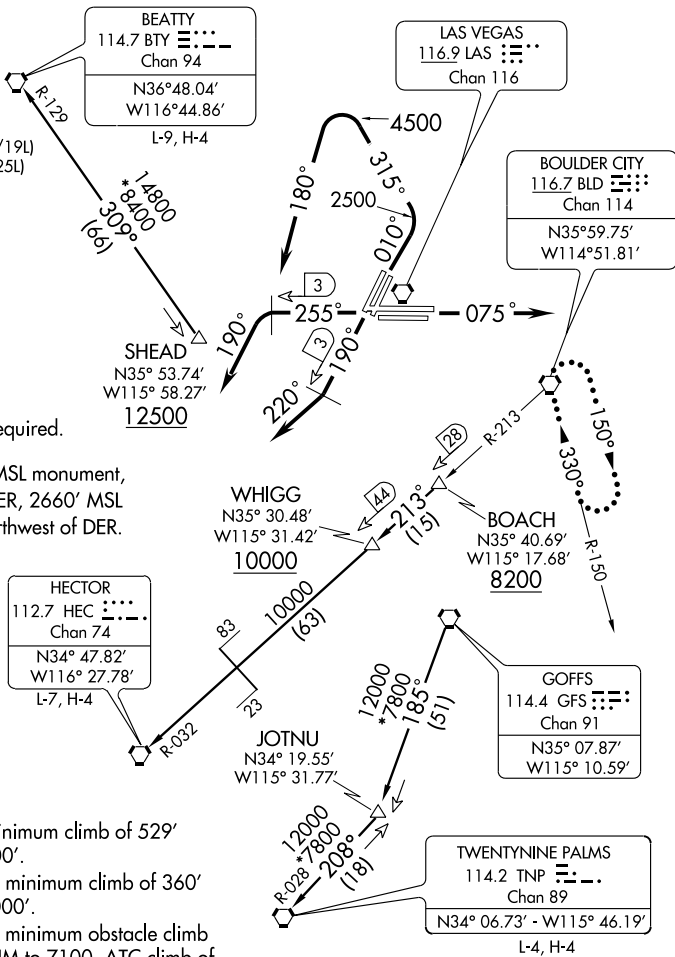 BEATTY
114.7 BTY
Chan 94
N36°48.04′
W116°44.86′
L-9, H-4
LAS VEGAS
116.9 LAS
Chan 116
R-129
/19L)
25L)
4500
315°
180°
2500
010°
14800
*8400
309°
(66)
BOULDER CITY
116.7 BLD
Chan 114
N35°59.75′
W114°51.81′
3
255°
075°
190°
3
190°
220°
SHEAD
N35° 53.74′
W115° 58.27′
12500
equired.
MSL monument,
ER, 2660′ MSL
rthwest of DER.
R-213
150°
330°
28
44
213°
(15)
WHIGG
N35° 30.48′
W115° 31.42′
10000
BOACH
N35° 40.69′
W115° 17.68′
8200
R-150
HECTOR
112.7 HEC
Chan 74
N34° 47.82′
W116° 27.78′
L-7, H-4
10000
(63)
83
23
R-032
12000
*7800
185°
(51)
GOFFS
114.4 GFS
Chan 91
N35° 07.87′
W115° 10.59′
JOTNU
N34° 19.55′
W115° 31.77′
12000
*7800
208°
(18)
R-028
TWENTYNINE PALMS
114.2 TNP
Chan 89
N34° 06.73′ - W115° 46.19′
L-4, H-4
inimum climb of 529′
00′.
minimum climb of 360′
000′.
minimum obstacle climb
NM to 7100, ATC climb of